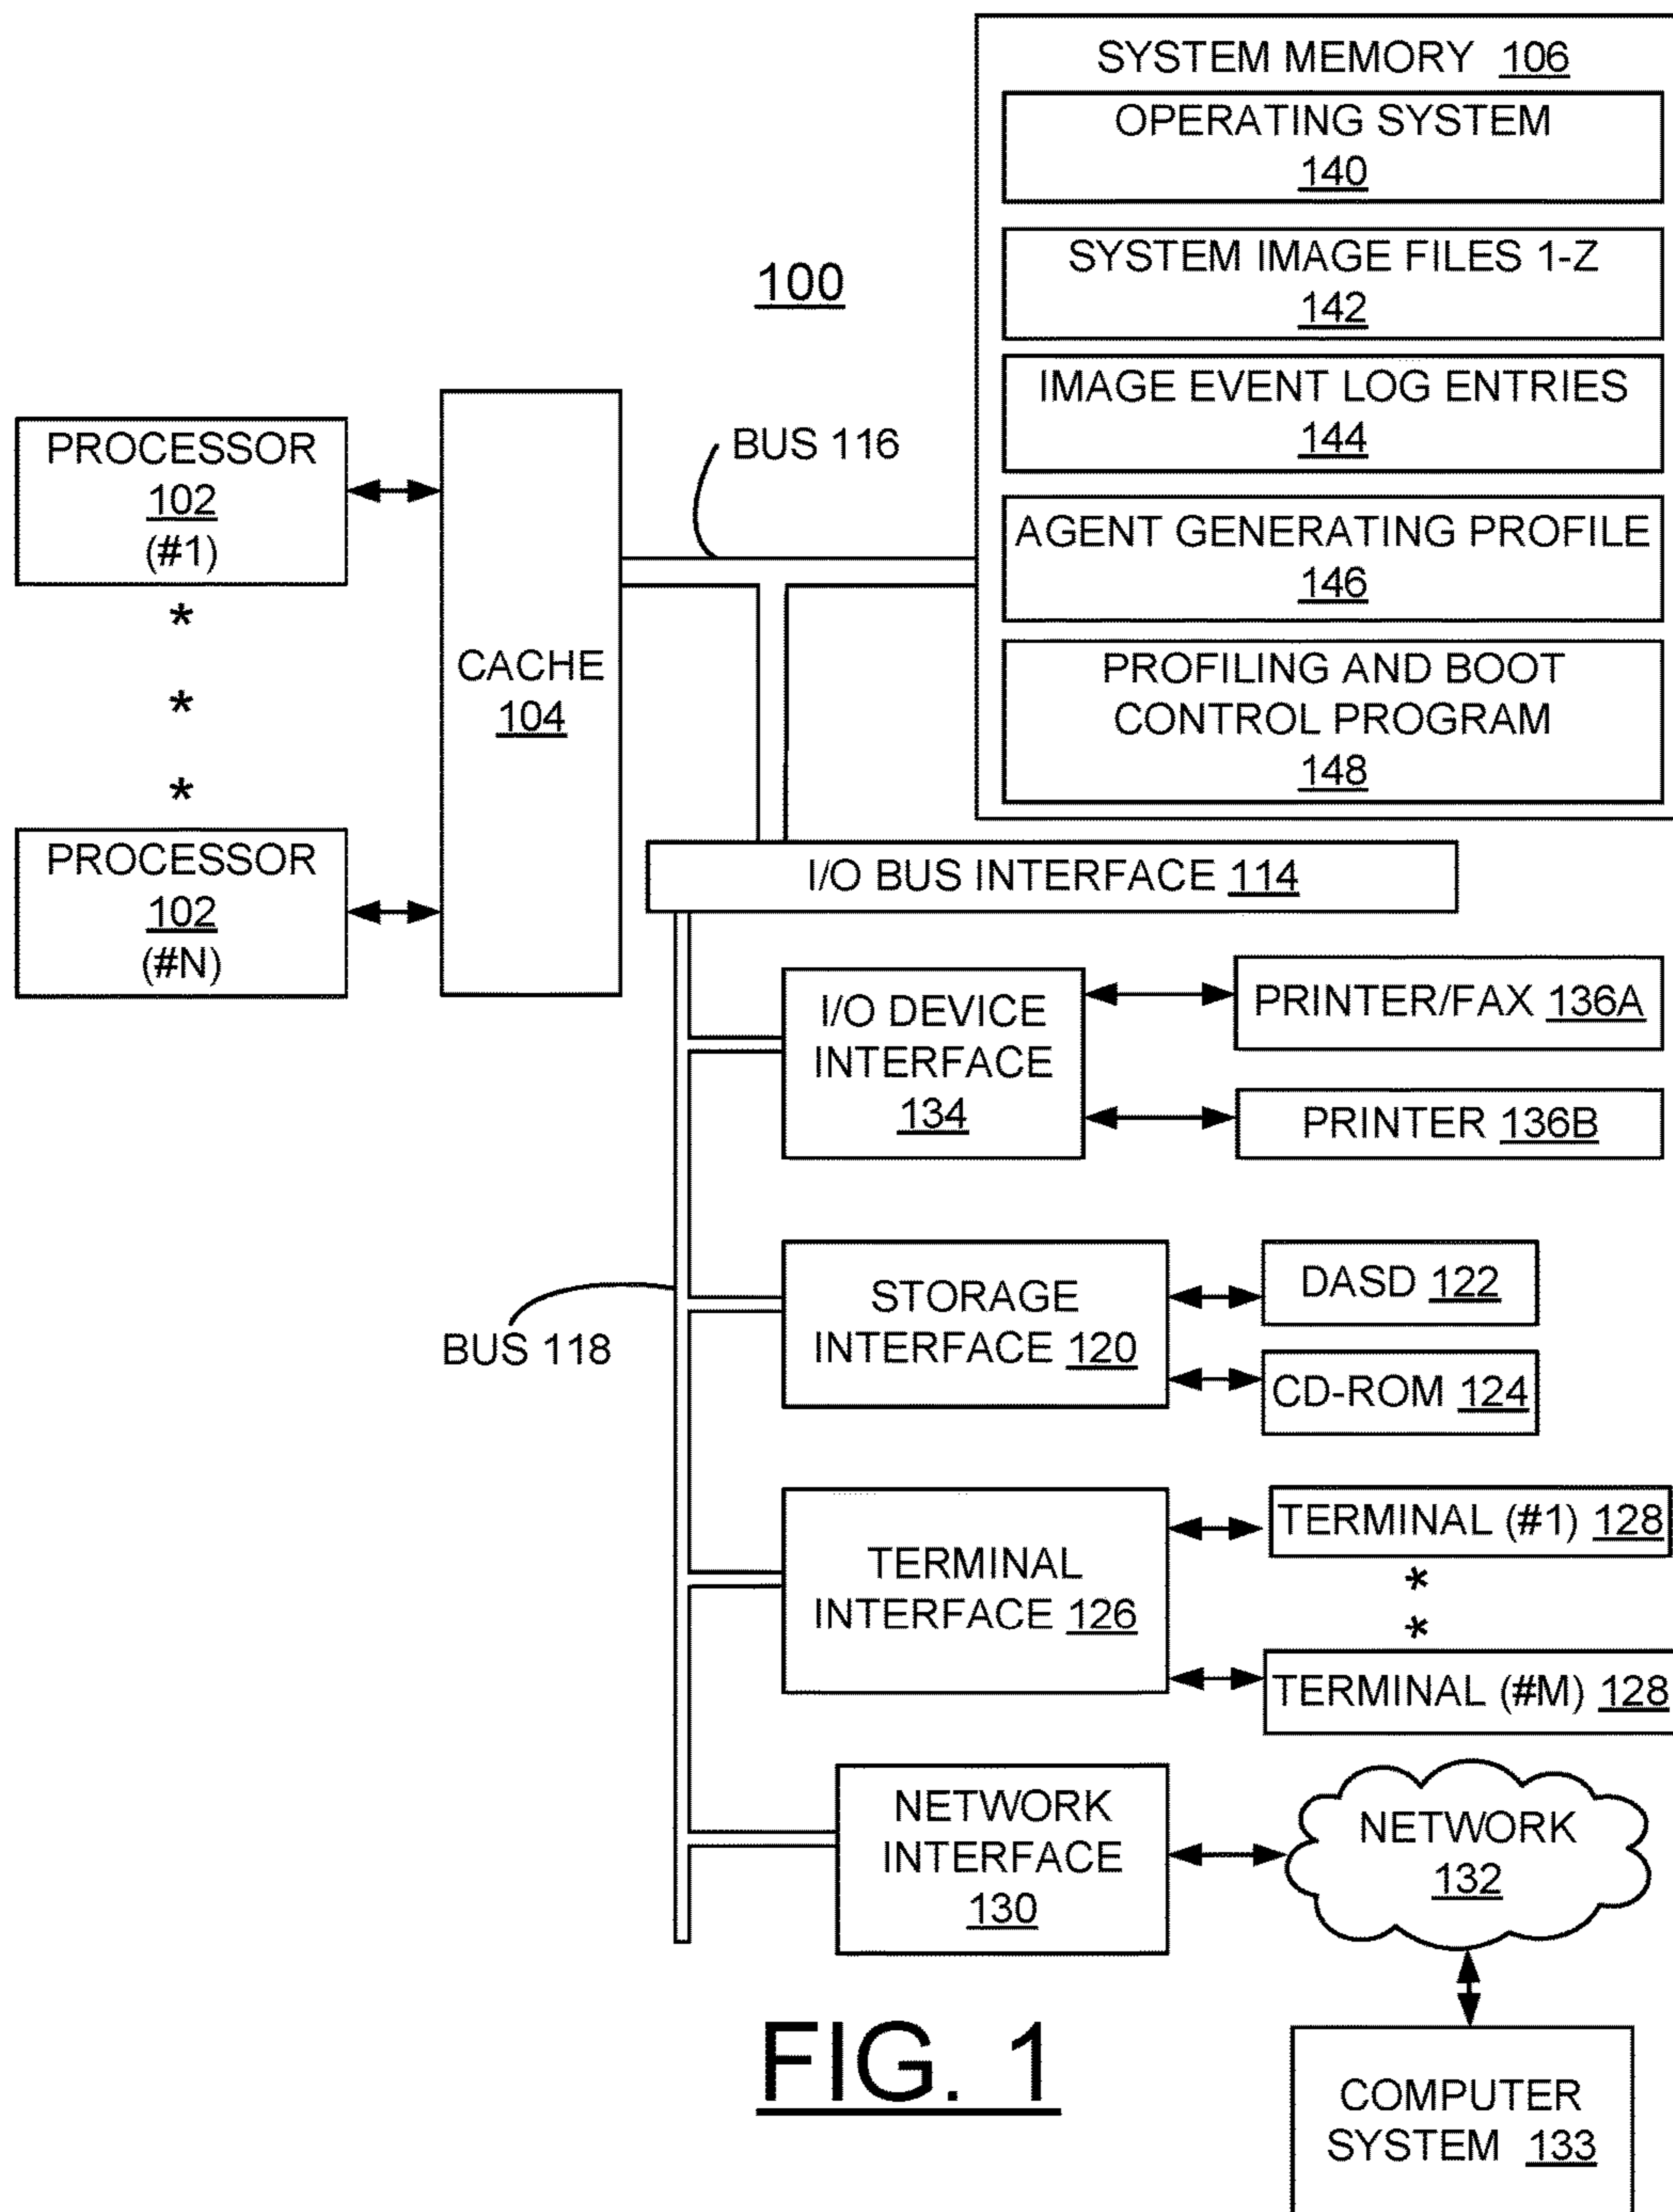 SYSTEM MEMORY 106
OPERATING SYSTEM
140
SYSTEM IMAGE FILES 1-Z
142
IMAGE EVENT LOG ENTRIES
144
AGENT GENERATING PROFILE
146
PROFILING AND BOOT
CONTROL PROGRAM
148
100
PROCESSOR
102
(#1)
*
*
*
PROCESSOR
102
(#N)
CACHE
104
BUS 116
I/O BUS INTERFACE 114
I/O DEVICE
INTERFACE
134
PRINTER/FAX 136A
PRINTER 136B
BUS 118
STORAGE
INTERFACE 120
DASD 122
CD-ROM 124
TERMINAL
INTERFACE 126
TERMINAL (#1) 128
*
*
TERMINAL (#M) 128
NETWORK
INTERFACE
130
NETWORK
132
COMPUTER
SYSTEM 133
FIG. 1